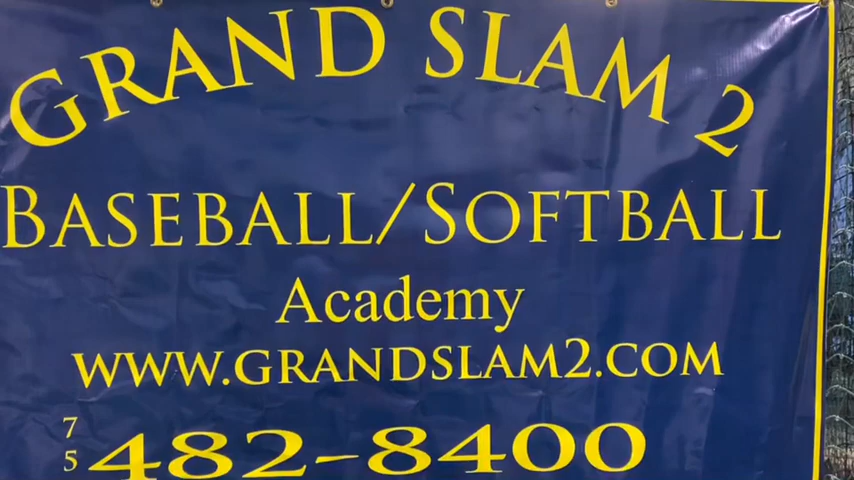 GRAND SLAM 2
BASEBALL/SOFTBALL
Academy
WWW.GRANDSLAM2.COM
75 482-8400